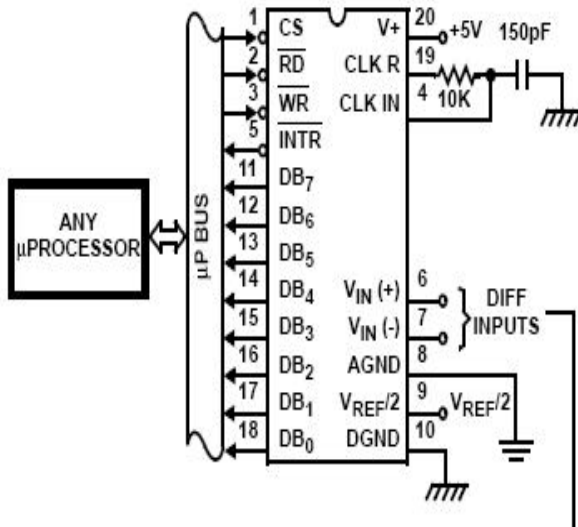 1 CS V+ 20 +5V 150pF
2 RD CLK R 19 10K
3 WR CLK IN 4
5 INTR
11 DB7
12 DB6
13 DB5
14 DB4 VIN (+) 6
15 DB3 VIN (-) 7
DIFF
INPUTS
16 DB2 AGND 8
17 DB1 VREF/2 9 VREF/2
18 DB0 DGND 10
ANY
μPROCESSOR
μP BUS